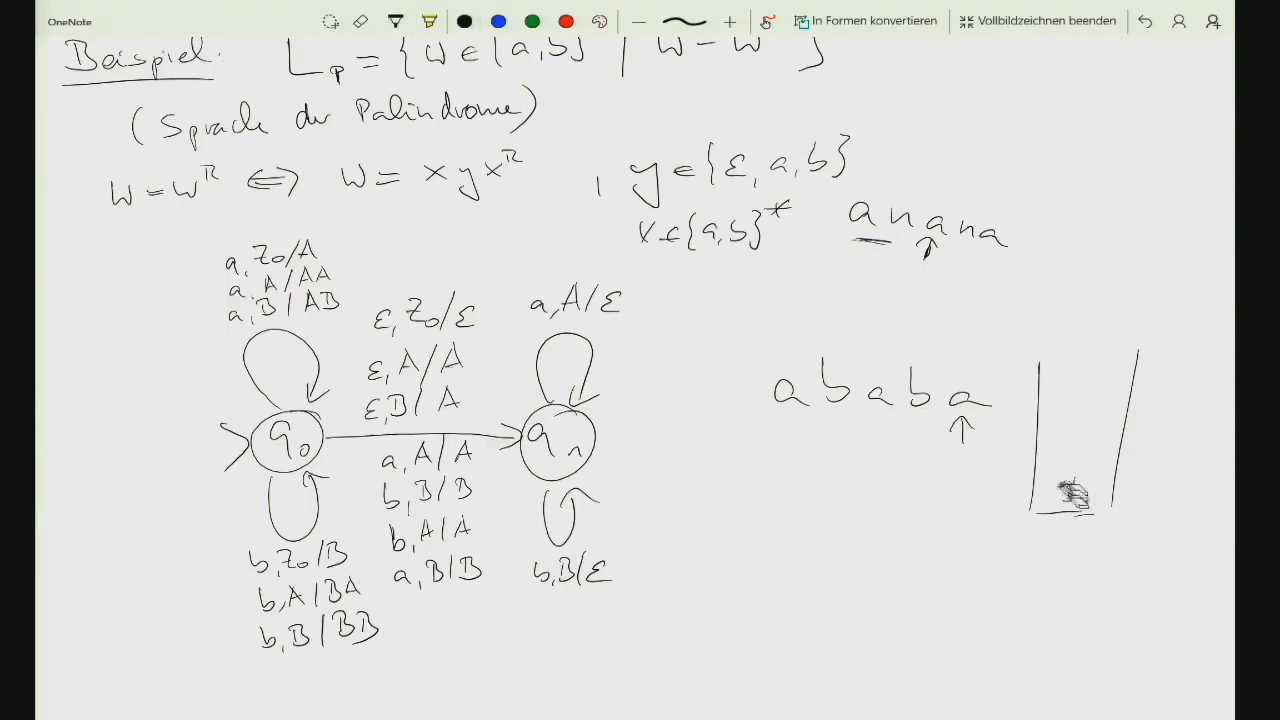 OneNote
In Formen konvertieren
Vollbildzeichnen beenden
Beispiel: L_p = {w ∈ {a,b} | w = w }
(Sprache der Palindrome)
w = w^R ⟺ w = x y x^R , y ∈ {ε, a, b}
x ∈ {a,b}* anana
a, Z₀/A
a, A/AA
a, B/AB
ε, Z₀/ε
ε, A/A
ε, B/A
a, A/ε
ababa
q₀
q₁
a, A/A
b, B/B
b, A/A
a, B/B
b, Z₀/B
b, A/BA
b, B/BB
b, B/ε